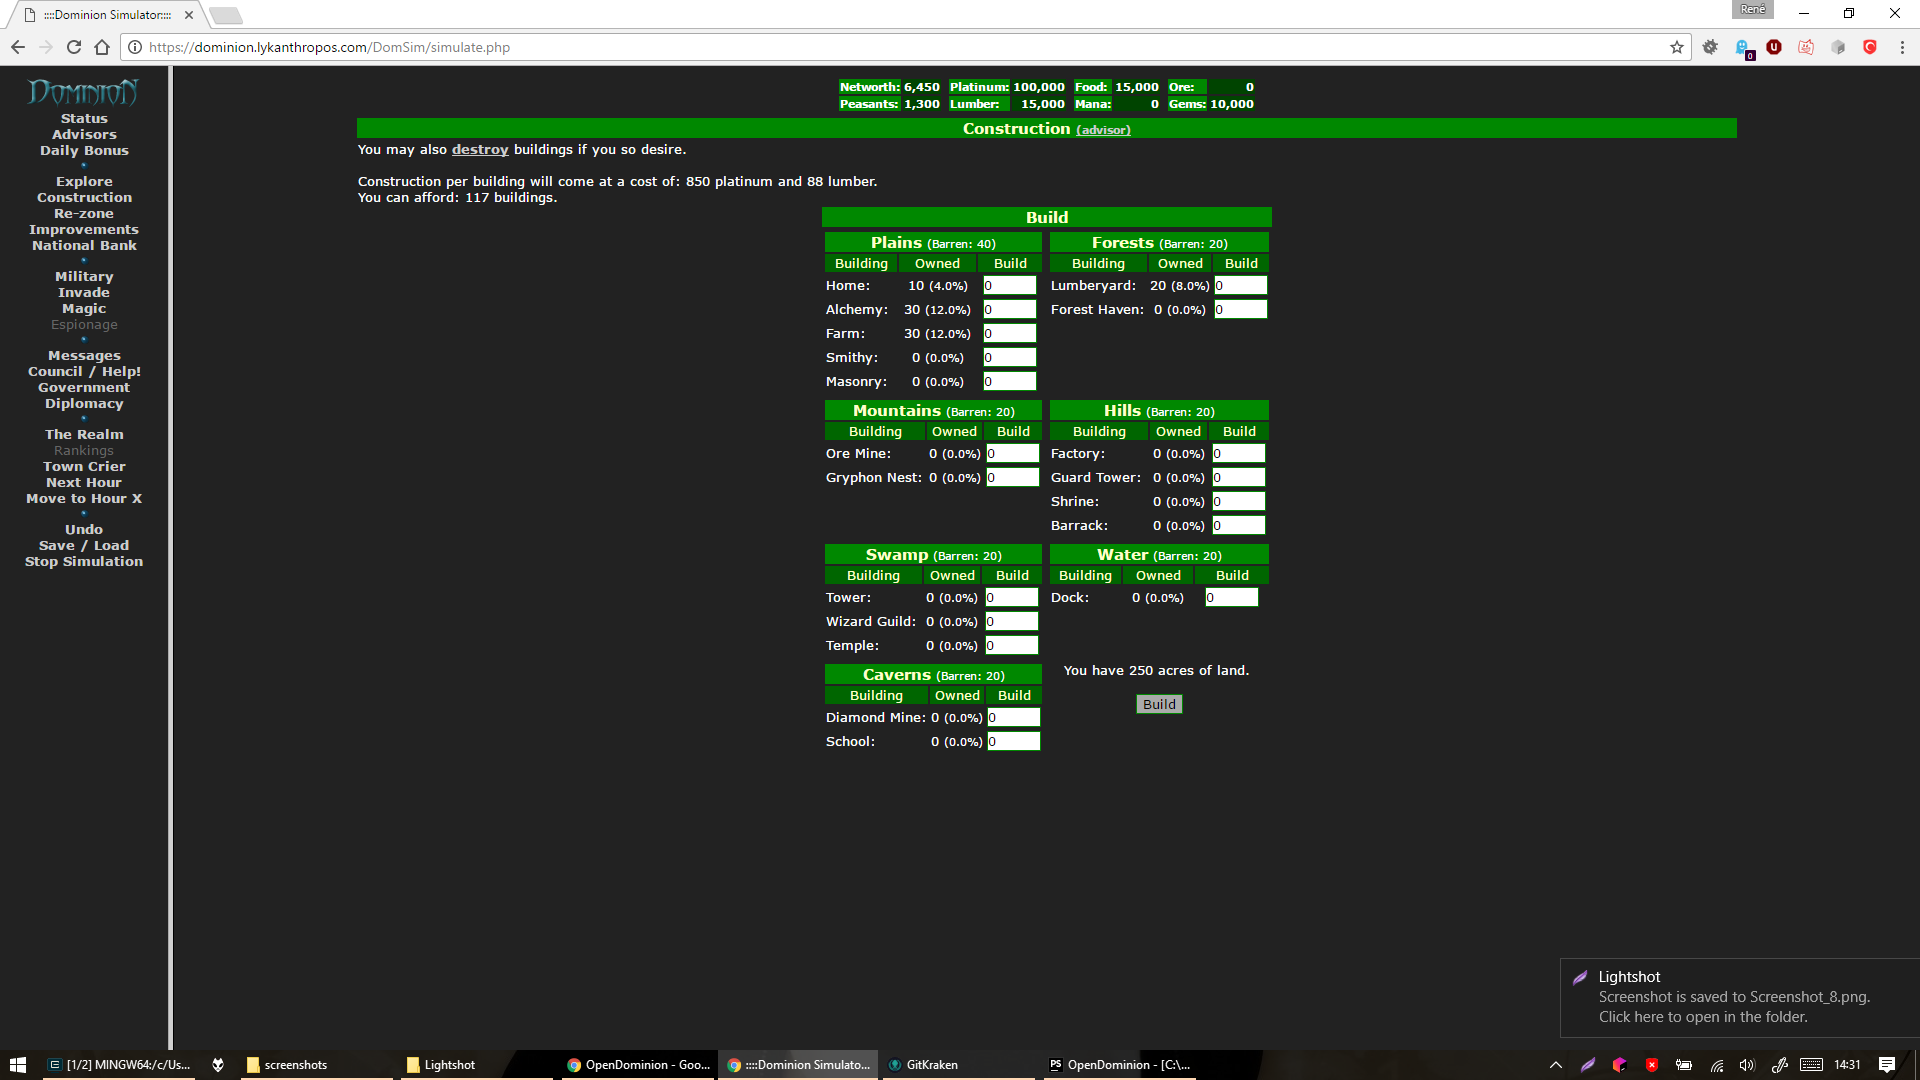 ::::Dominion Simulator::::
René
https://dominion.lykanthropos.com/DomSim/simulate.php
0
DOMINION
Status
Advisors
Daily Bonus
Explore
Construction
Re-zone
Improvements
National Bank
Military
Invade
Magic
Espionage
Messages
Council / Help!
Government
Diplomacy
The Realm
Rankings
Town Crier
Next Hour
Move to Hour X
Undo
Save / Load
Stop Simulation
Networth: 6,450 Platinum: 100,000 Food: 15,000 Ore: 0
Peasants: 1,300 Lumber: 15,000 Mana: 0 Gems: 10,000
Construction (advisor)
You may also destroy buildings if you so desire.
Construction per building will come at a cost of: 850 platinum and 88 lumber.
You can afford: 117 buildings.
Build
Plains (Barren: 40)
Building Owned Build
Home: 10 (4.0%) 0
Alchemy: 30 (12.0%) 0
Farm: 30 (12.0%) 0
Smithy: 0 (0.0%) 0
Masonry: 0 (0.0%) 0
Forests (Barren: 20)
Building Owned Build
Lumberyard: 20 (8.0%) 0
Forest Haven: 0 (0.0%) 0
Mountains (Barren: 20)
Building Owned Build
Ore Mine: 0 (0.0%) 0
Gryphon Nest: 0 (0.0%) 0
Hills (Barren: 20)
Building Owned Build
Factory: 0 (0.0%) 0
Guard Tower: 0 (0.0%) 0
Shrine: 0 (0.0%) 0
Barrack: 0 (0.0%) 0
Swamp (Barren: 20)
Building Owned Build
Tower: 0 (0.0%) 0
Wizard Guild: 0 (0.0%) 0
Temple: 0 (0.0%) 0
Water (Barren: 20)
Building Owned Build
Dock: 0 (0.0%) 0
Caverns (Barren: 20)
Building Owned Build
Diamond Mine: 0 (0.0%) 0
School: 0 (0.0%) 0
You have 250 acres of land.
Build
Lightshot
Screenshot is saved to Screenshot_8.png.
Click here to open in the folder.
[1/2] MINGW64:/c/Us...
screenshots
Lightshot
OpenDominion - Goo...
::::Dominion Simulato...
GitKraken
PS
OpenDominion - [C:\...
14:31